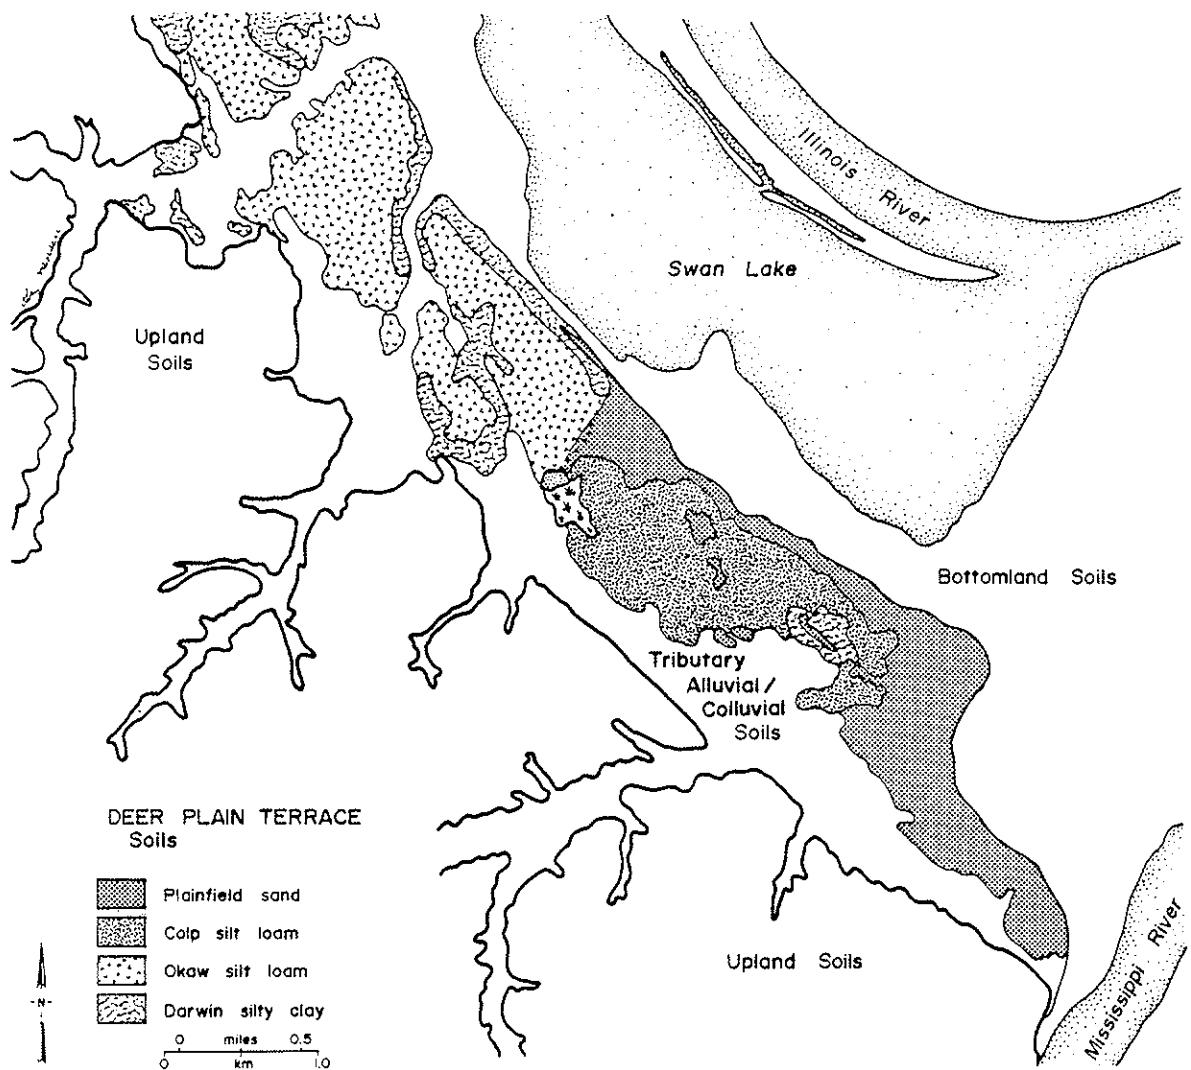 Illinois River
Swan Lake
Upland
Soils
Bottomland Soils
Tributary
Alluvial /
Colluvial
Soils
DEER PLAIN TERRACE
Soils
Plainfield sand
Colp silt loam
Okaw silt loam
Darwin silty clay
-N-
0 miles 0.5
0 km 1.0
Upland Soils
Mississippi River